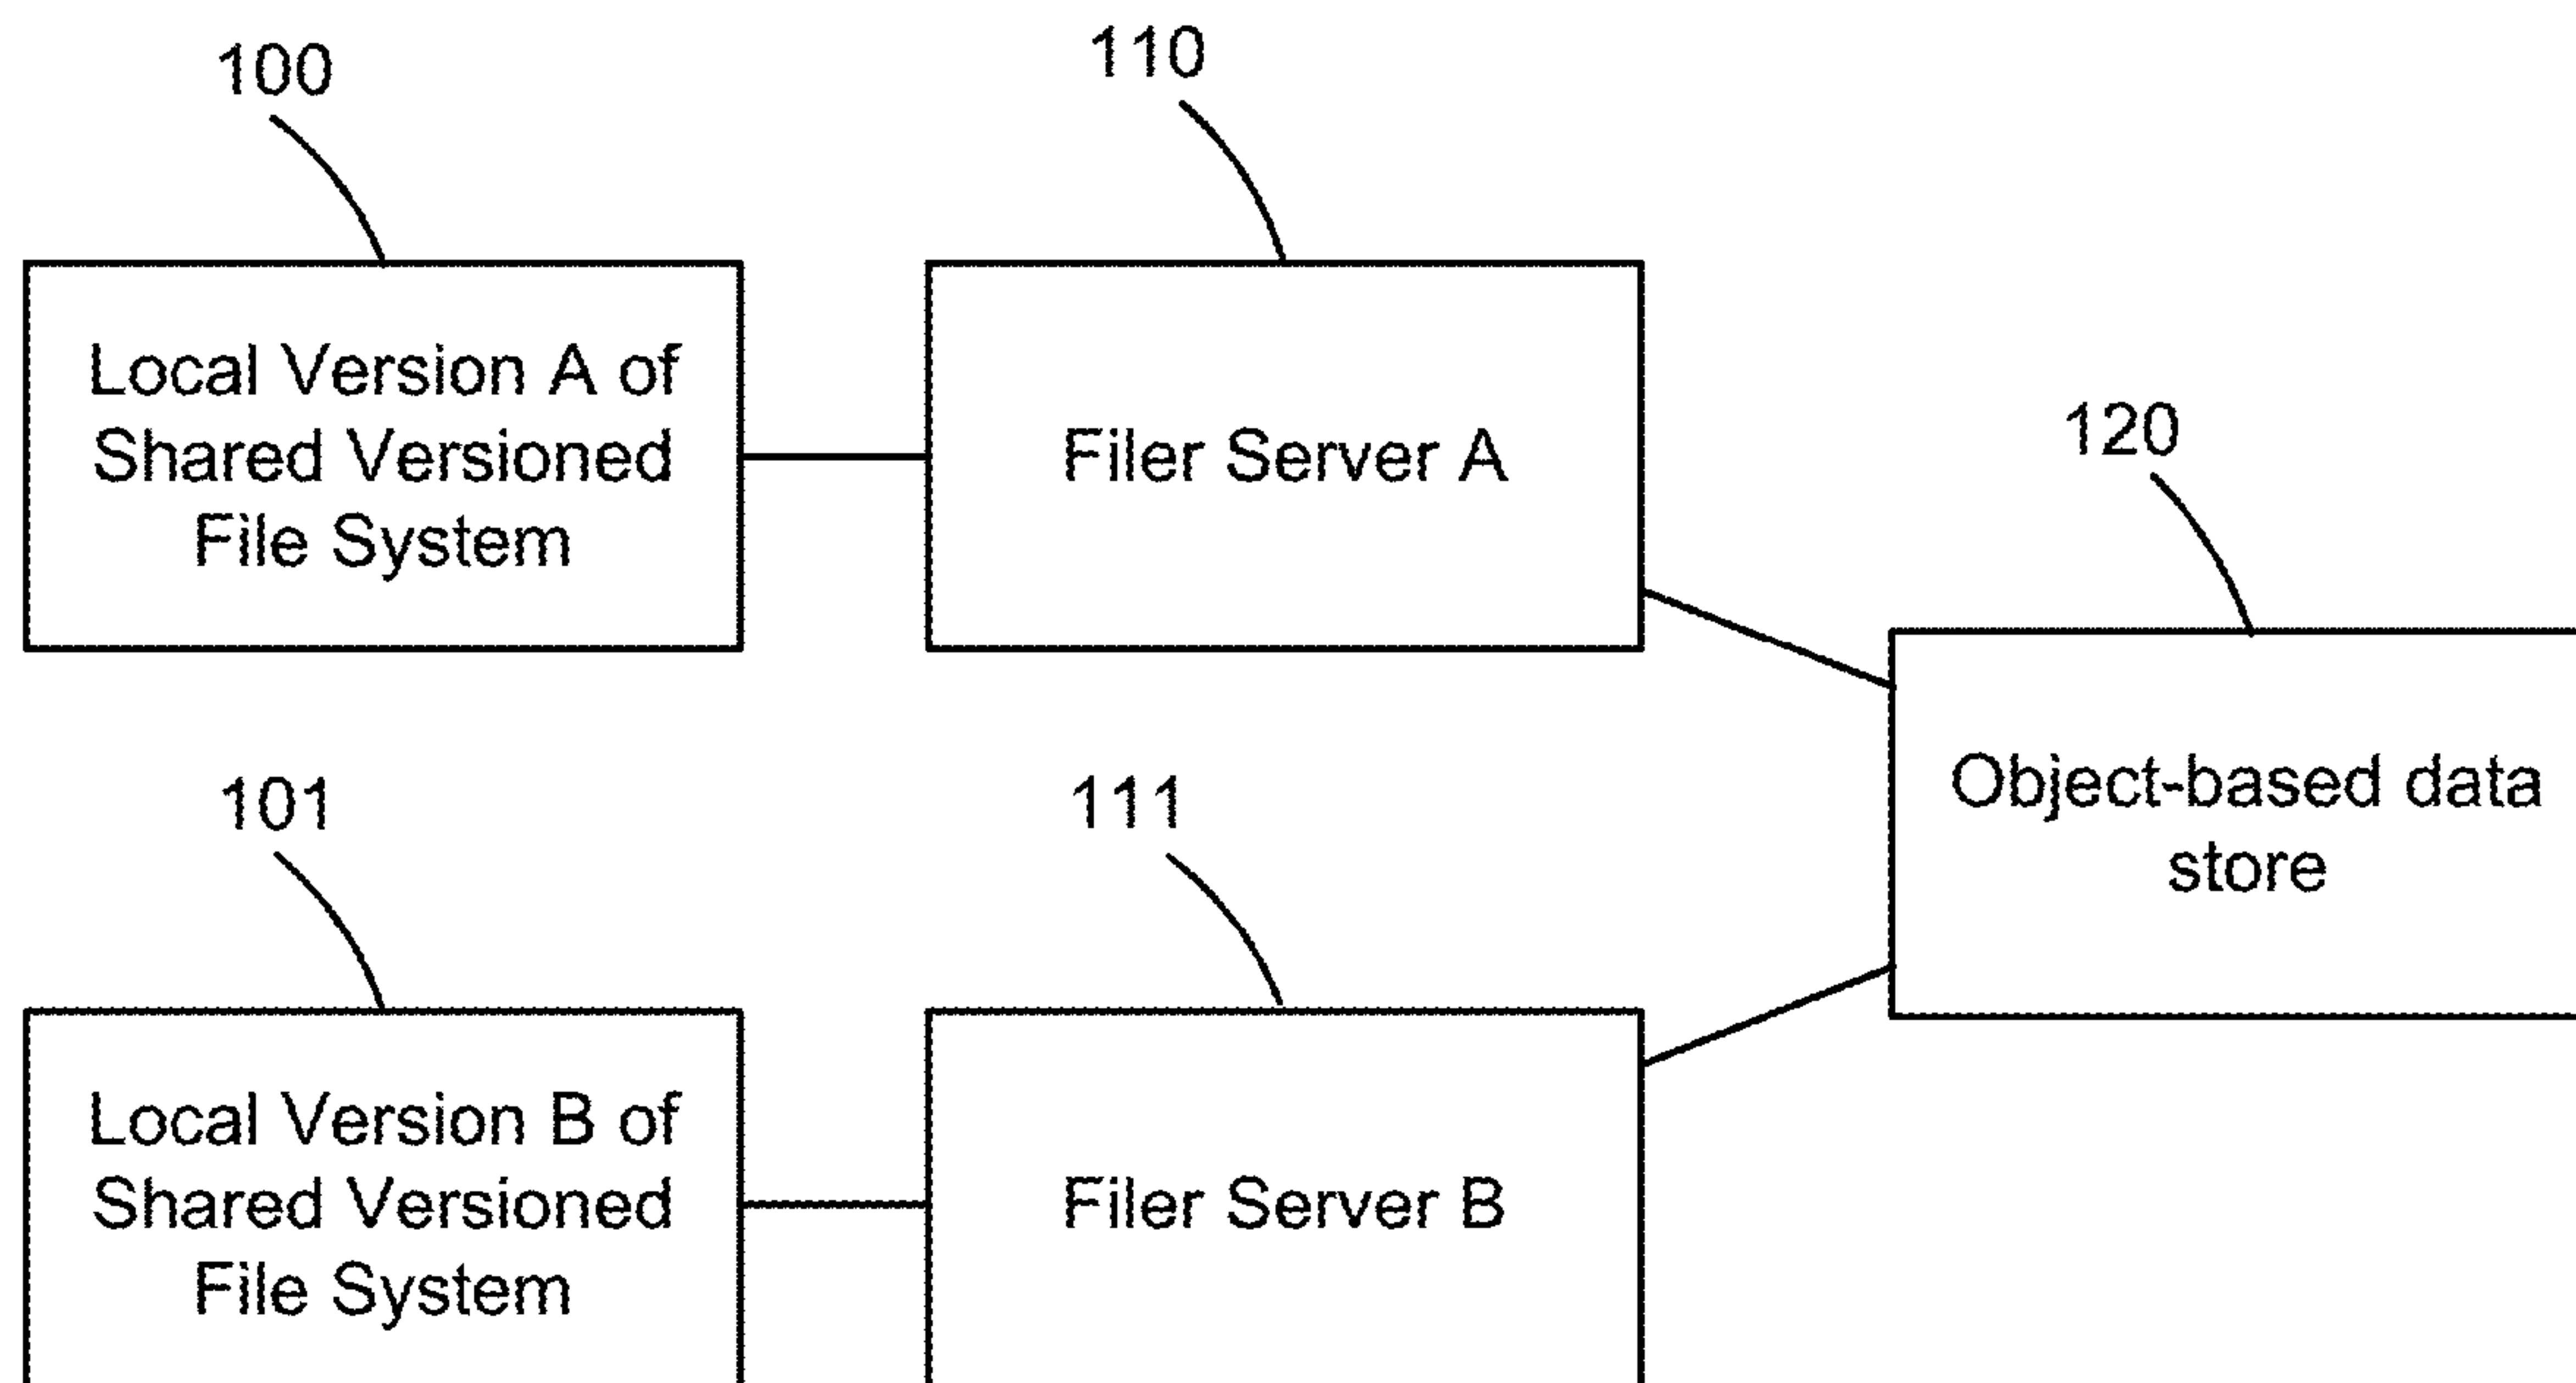 100
110
Local Version A of
Shared Versioned
File System
Filer Server A
120
Object-based data
store
101
111
Local Version B of
Shared Versioned
File System
Filer Server B